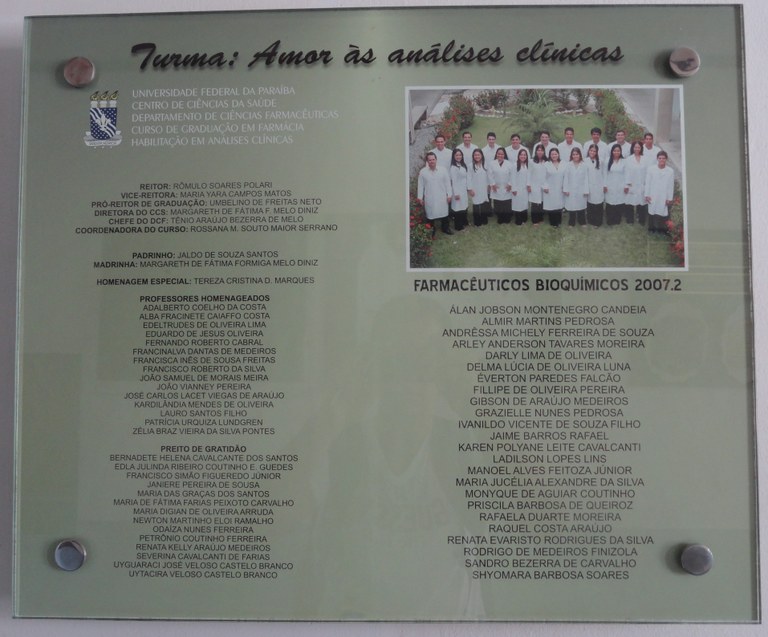 Turma: Amor às análises clínicas
UNIVERSIDADE FEDERAL DA PARAÍBA
CENTRO DE CIÊNCIAS DA SAÚDE
DEPARTAMENTO DE CIÊNCIAS FARMACÊUTICAS
CURSO DE GRADUAÇÃO EM FARMÁCIA
HABILITAÇÃO EM ANÁLISES CLÍNICAS
REITOR: RÔMULO SOARES POLARI
VICE-REITORA: MARIA YARA CAMPOS MATOS
PRÓ-REITOR DE GRADUAÇÃO: UMBELINO DE FREITAS NETO
DIRETORA DO CCS: MARGARETH DE FÁTIMA F. MELO DINIZ
CHEFE DO DCF: TÊNIO ARAÚJO BEZERRA DE MELO
COORDENADORA DO CURSO: ROSSANA M. SOUTO MAIOR SERRANO
PADRINHO: JALDO DE SOUZA SANTOS
MADRINHA: MARGARETH DE FÁTIMA FORMIGA MELO DINIZ
HOMENAGEM ESPECIAL: TEREZA CRISTINA D. MARQUES
PROFESSORES HOMENAGEADOS
ADALBERTO COELHO DA COSTA
ALBA FRACINETE CAIAFFO COSTA
EDELTRUDES DE OLIVEIRA LIMA
EDUARDO DE JESUS OLIVEIRA
FERNANDO ROBERTO CABRAL
FRANCINALVA DANTAS DE MEDEIROS
FRANCISCA INÊS DE SOUSA FREITAS
FRANCISCO ROBERTO DA SILVA
JOÃO SAMUEL DE MORAIS MEIRA
JOÃO VIANNEY PEREIRA
JOSÉ CARLOS LACET VIEGAS DE ARAÚJO
KARDILÂNDIA MENDES DE OLIVEIRA
LAURO SANTOS FILHO
PATRÍCIA URQUIZA LUNDGREN
ZÉLIA BRAZ VIEIRA DA SILVA PONTES
PREITO DE GRATIDÃO
BERNADETE HELENA CAVALCANTE DOS SANTOS
EDLA JULINDA RIBEIRO COUTINHO E. GUEDES
FRANCISCO SIMÃO FIGUEREDO JÚNIOR
JANIERE PEREIRA DE SOUSA
MARIA DAS GRAÇAS DOS SANTOS
MARIA DE FÁTIMA FARIAS PEIXOTO CARVALHO
MARIA DIGIAN DE OLIVEIRA ARRUDA
NEWTON MARTINHO ELOI RAMALHO
ODAÍZA NUNES FERREIRA
PETRÔNIO COUTINHO FERREIRA
RENATA KELLY ARAÚJO MEDEIROS
SEVERINA CAVALCANTI DE FARIAS
UYGUARACI JOSÉ VELOSO CASTELO BRANCO
UYTACIRA VELOSO CASTELO BRANCO
FARMACÊUTICOS BIOQUÍMICOS 2007.2
ÁLAN JOBSON MONTENEGRO CANDEIA
ALMIR MARTINS PEDROSA
ANDRÊSSA MICHELY FERREIRA DE SOUZA
ARLEY ANDERSON TAVARES MOREIRA
DARLY LIMA DE OLIVEIRA
DELMA LÚCIA DE OLIVEIRA LUNA
ÉVERTON PAREDES FALCÃO
FILLIPE DE OLIVEIRA PEREIRA
GIBSON DE ARAÚJO MEDEIROS
GRAZIELLE NUNES PEDROSA
IVANILDO VICENTE DE SOUZA FILHO
JAIME BARROS RAFAEL
KAREN POLYANE LEITE CAVALCANTI
LADILSON LOPES LINS
MANOEL ALVES FEITOZA JÚNIOR
MARIA JUCÉLIA ALEXANDRE DA SILVA
MONYQUE DE AGUIAR COUTINHO
PRISCILA BARBOSA DE QUEIROZ
RAFAELA DUARTE MOREIRA
RAQUEL COSTA ARAÚJO
RENATA EVARISTO RODRIGUES DA SILVA
RODRIGO DE MEDEIROS FINIZOLA
SANDRO BEZERRA DE CARVALHO
SHYOMARA BARBOSA SOARES